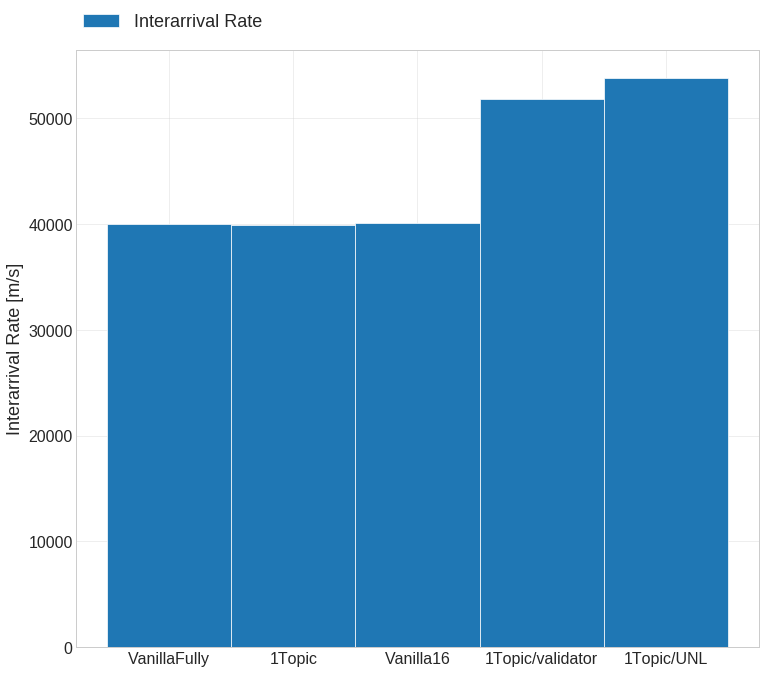 Interarrival Rate
Interarrival Rate [m/s]
50000
40000
30000
20000
10000
0
VanillaFully
1Topic
Vanilla16
1Topic/validator
1Topic/UNL